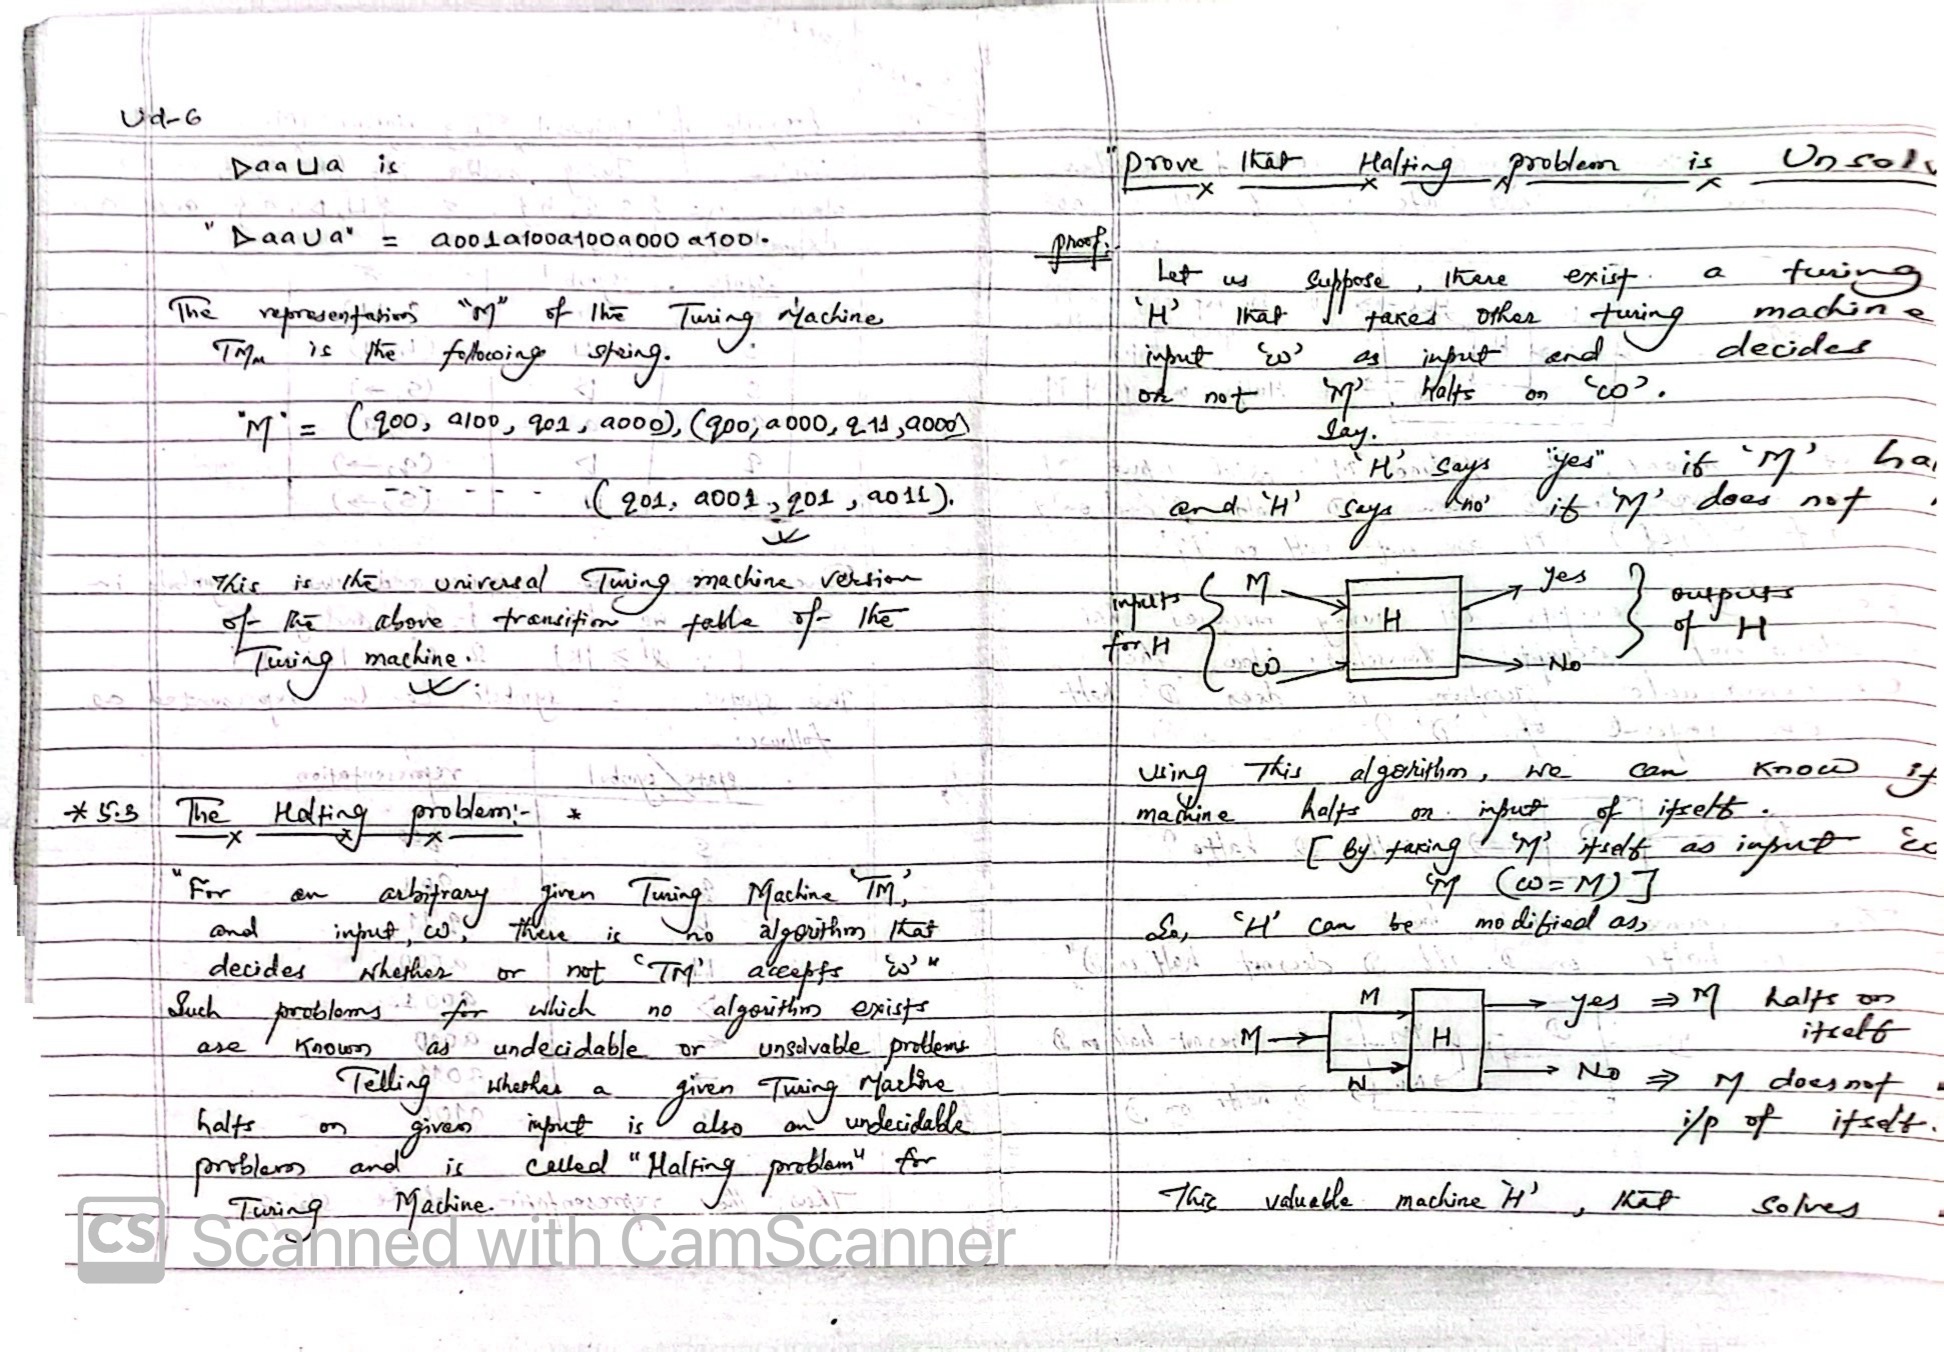 Ud-6
▷aa⊔a is
"▷aa⊔a" = a001a100a100a000a100.
The representation "M" of the Turing Machine
TMM is the following string.
"M" = (q00, a100, q01, a000), (q00, a000, q11, a000)
- - - - - (q01, a001, q01, a011).
This is the universal Turing machine version
of the above transition table of the
Turing machine.
* 5.3 The Halting problem:- *
"For an arbitrary given Turing Machine 'TM',
and input, ω, there is no algorithm that
decides whether or not 'TM' accepts 'ω'"
Such problems for which no algorithm exists
are known as undecidable or unsolvable problems
Telling whether a given Turing Machine
halts on given input is also an undecidable
problem and is called "Halting problem" for
Turing Machine.
"Prove that Halting problem is Unsolv
proof:
Let us suppose, there exist a turing
'H' that takes other turing machine
input 'ω' as input and decides
or not 'M' halts on 'ω'.
Say.
'H' says "yes" if 'M' ha
and 'H' says 'no' if 'M' does not
inputs for H { M ω H yes No } outputs of H
using this algorithm, we can know if
machine halts on input of itself.
[ By taking 'M' itself as input
'M (ω = M) ]
So, 'H' can be modified as,
M M W H yes ⇒ M halts on
itself
No ⇒ M does not
i/p of itself.
This valuable machine 'H', that solves
CS Scanned with CamScanner